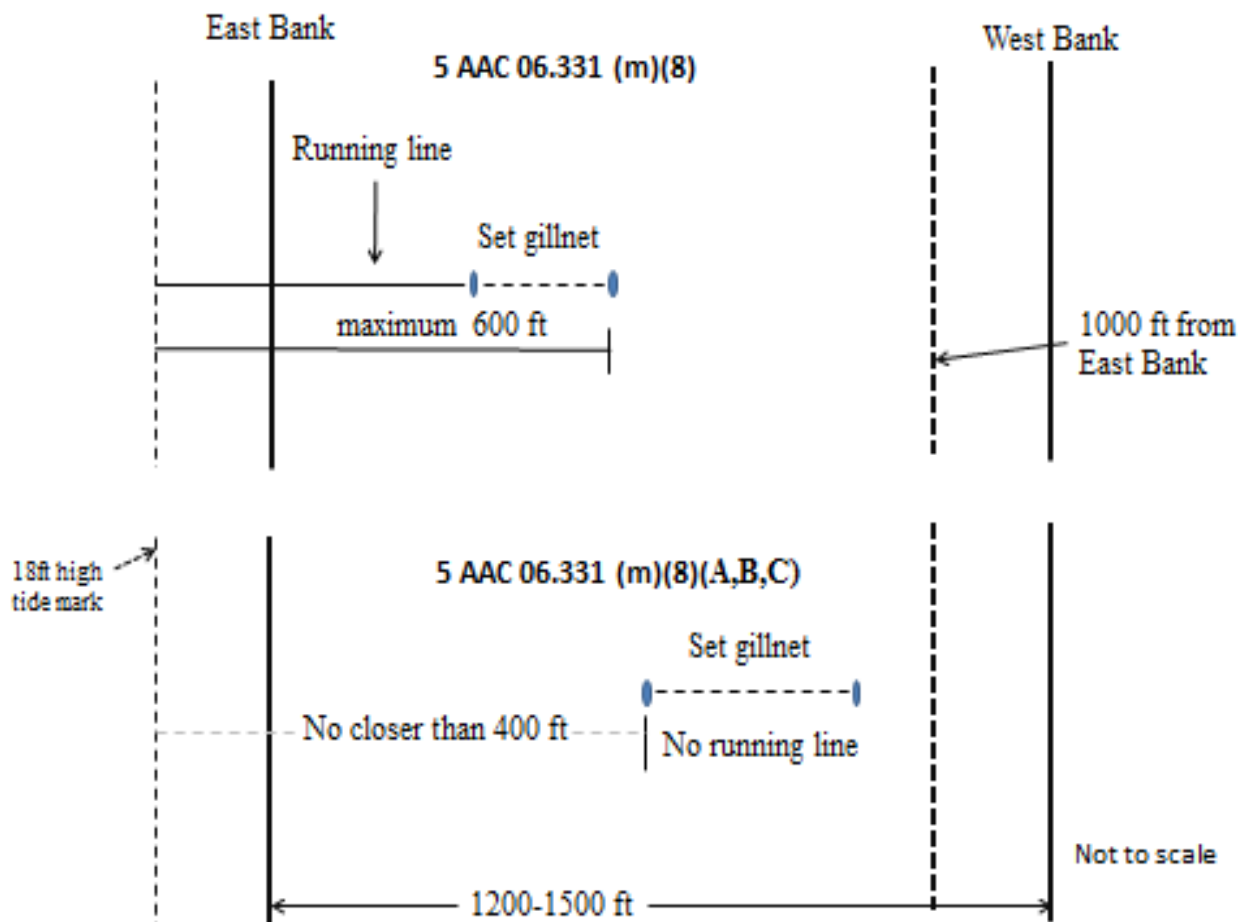 East Bank
West Bank
5 AAC 06.331 (m)(8)
Running line
Set gillnet
maximum 600 ft
1000 ft from
East Bank
18ft high
tide mark
5 AAC 06.331 (m)(8)(A,B,C)
Set gillnet
No closer than 400 ft
No running line
Not to scale
1200-1500 ft